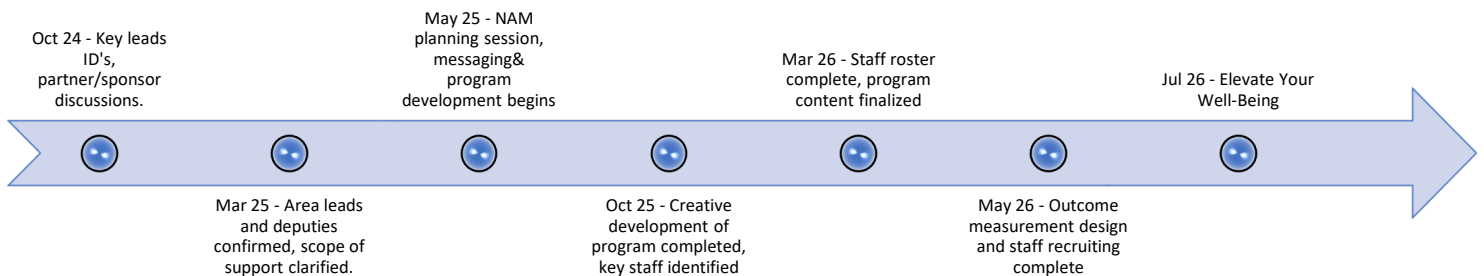 Oct 24 - Key leads
ID's,
partner/sponsor
discussions.
Mar 25 - Area leads
and deputies
confirmed, scope of
support clarified.
May 25 - NAM
planning session,
messaging&
program
development begins
Oct 25 - Creative
development of
program completed,
key staff identified
Mar 26 - Staff roster
complete, program
content finalized
May 26 - Outcome
measurement design
and staff recruiting
complete
Jul 26 - Elevate Your
Well-Being